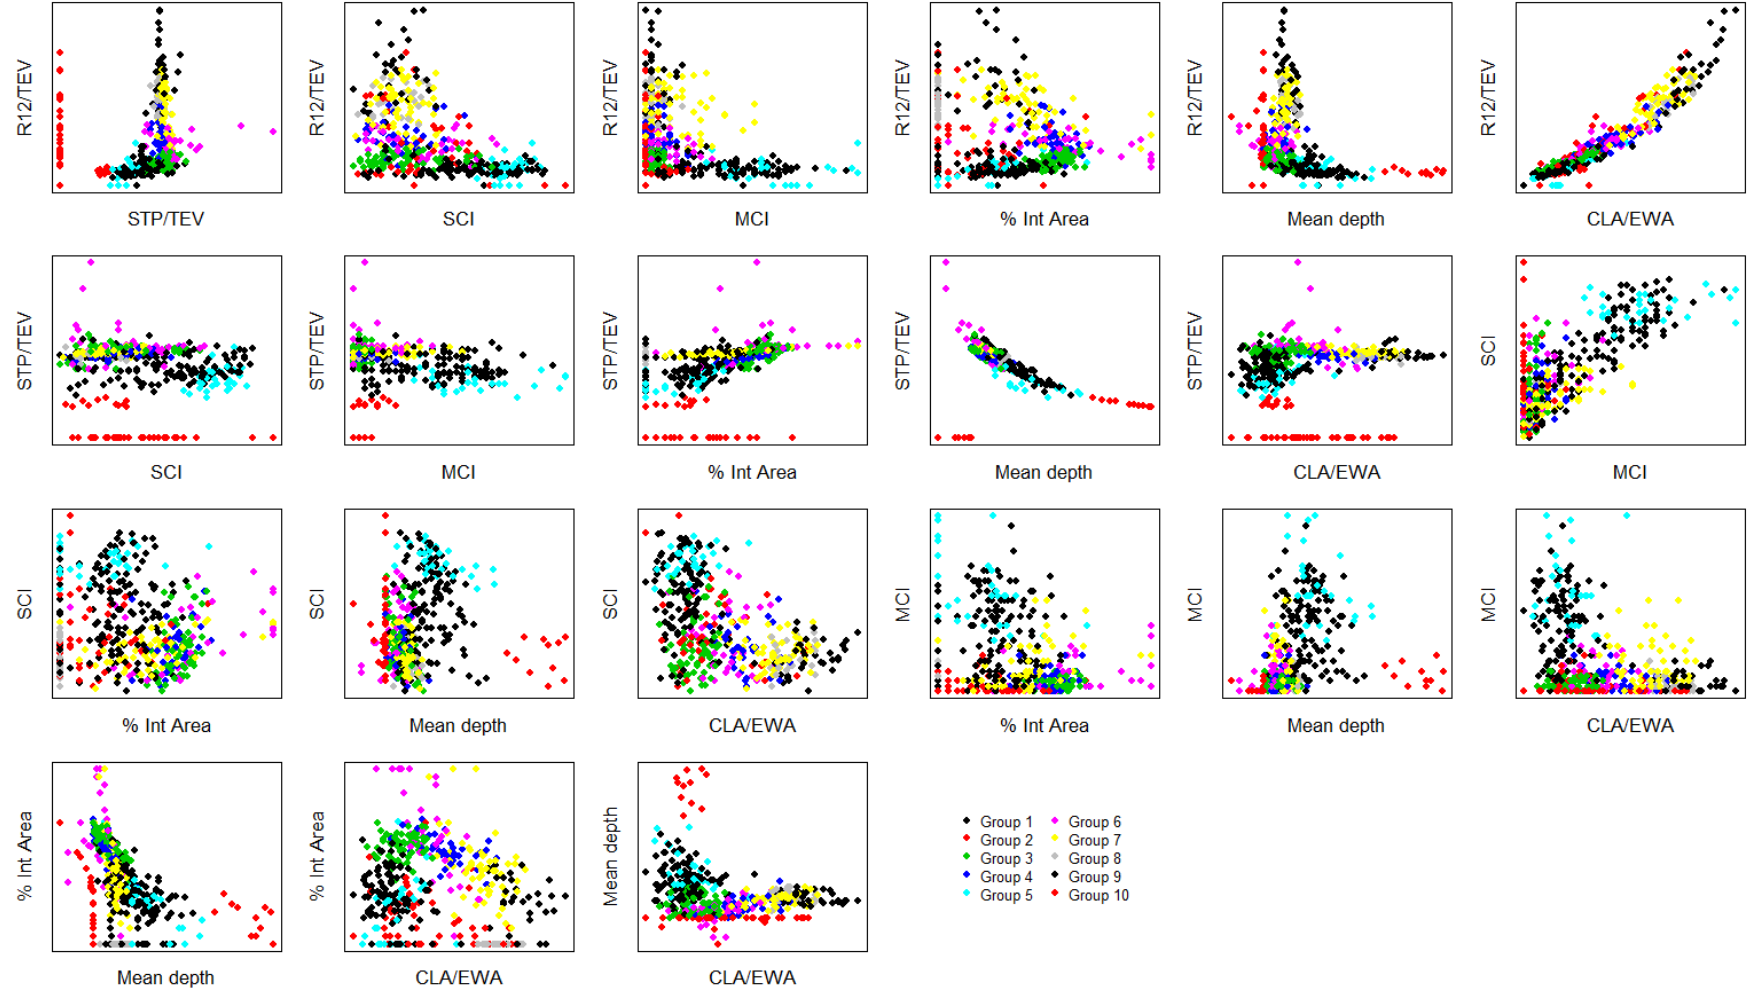 R12/TEV
STP/TEV
R12/TEV
SCI
R12/TEV
MCI
R12/TEV
% Int Area
R12/TEV
Mean depth
R12/TEV
CLA/EWA
STP/TEV
SCI
STP/TEV
MCI
STP/TEV
% Int Area
STP/TEV
Mean depth
STP/TEV
CLA/EWA
SCI
MCI
SCI
% Int Area
SCI
Mean depth
SCI
CLA/EWA
MCI
% Int Area
MCI
Mean depth
MCI
CLA/EWA
% Int Area
Mean depth
% Int Area
CLA/EWA
Mean depth
CLA/EWA
Group 1
Group 2
Group 3
Group 4
Group 5
Group 6
Group 7
Group 8
Group 9
Group 10